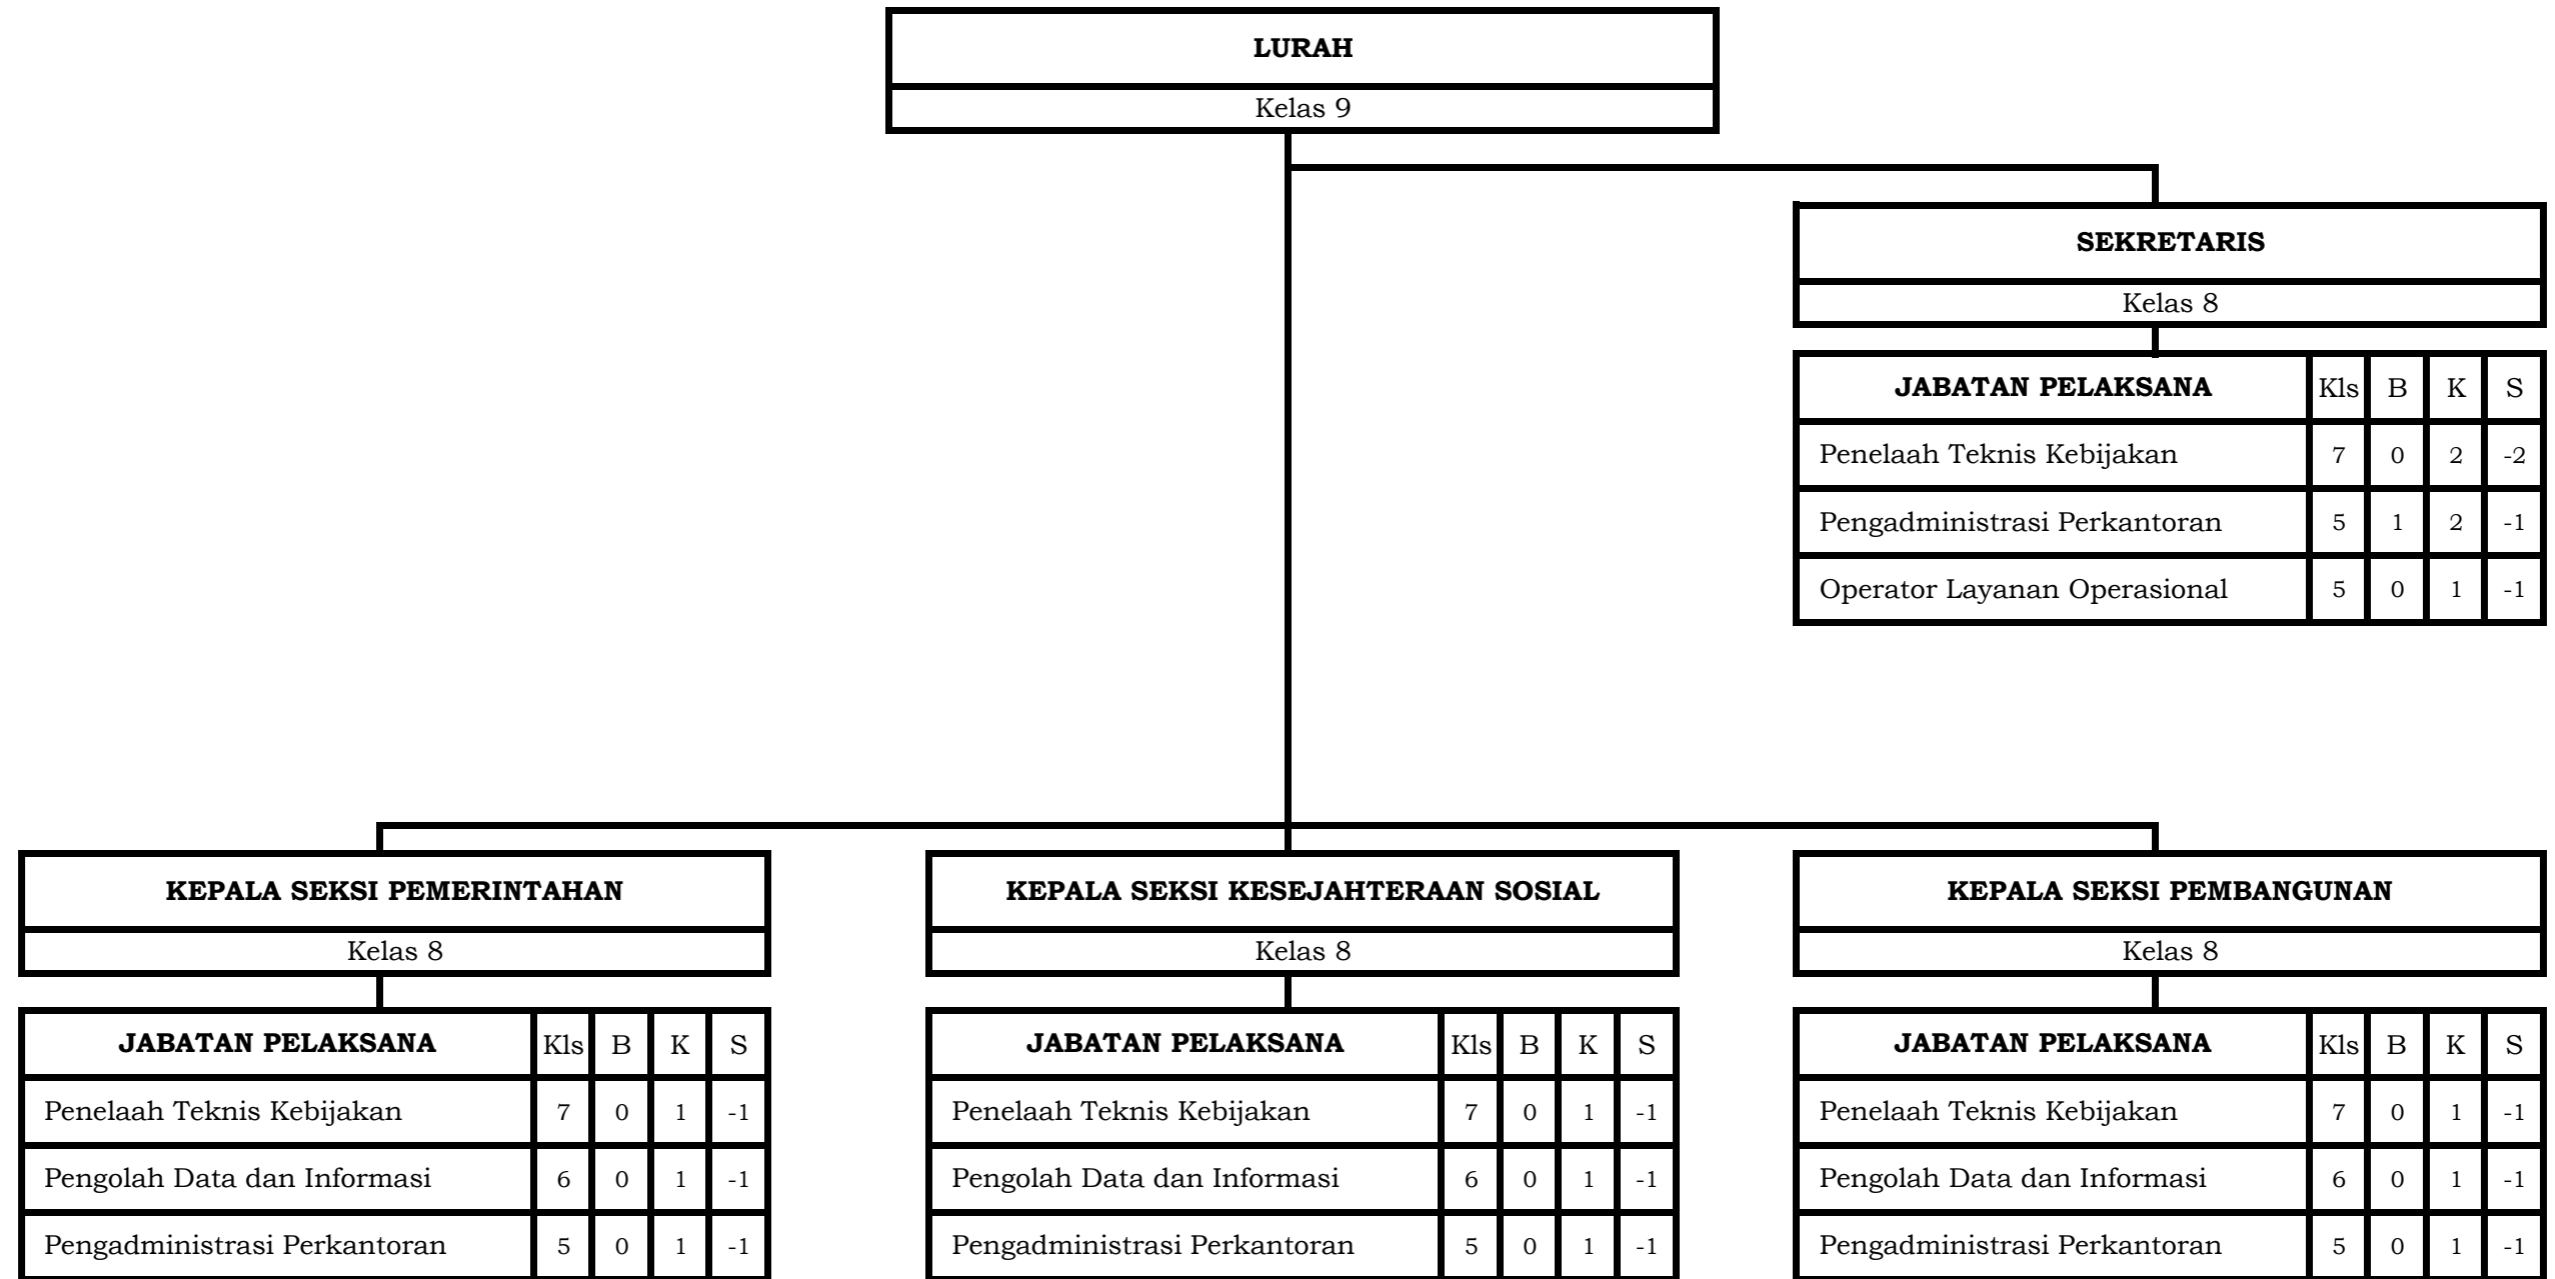 LURAH
Kelas 9
SEKRETARIS
Kelas 8
JABATAN PELAKSANA Kls B K S
Penelaah Teknis Kebijakan 7 0 2 -2
Pengadministrasi Perkantoran 5 1 2 -1
Operator Layanan Operasional 5 0 1 -1
KEPALA SEKSI PEMERINTAHAN
Kelas 8
JABATAN PELAKSANA Kls B K S
Penelaah Teknis Kebijakan 7 0 1 -1
Pengolah Data dan Informasi 6 0 1 -1
Pengadministrasi Perkantoran 5 0 1 -1
KEPALA SEKSI KESEJAHTERAAN SOSIAL
Kelas 8
JABATAN PELAKSANA Kls B K S
Penelaah Teknis Kebijakan 7 0 1 -1
Pengolah Data dan Informasi 6 0 1 -1
Pengadministrasi Perkantoran 5 0 1 -1
KEPALA SEKSI PEMBANGUNAN
Kelas 8
JABATAN PELAKSANA Kls B K S
Penelaah Teknis Kebijakan 7 0 1 -1
Pengolah Data dan Informasi 6 0 1 -1
Pengadministrasi Perkantoran 5 0 1 -1